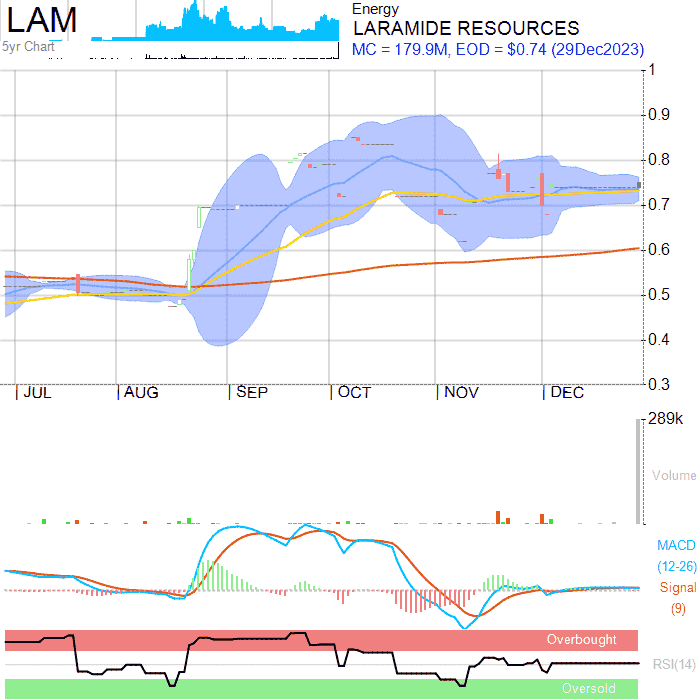 LAM
5yr Chart
Energy
LARAMIDE RESOURCES
MC = 179.9M, EOD = $0.74 (29Dec2023)
1
0.9
0.8
0.7
0.6
0.5
0.4
0.3
JUL AUG SEP OCT NOV DEC
289k
Volume
MACD
(12-26)
Signal
(9)
Overbought
RSI(14)
Oversold